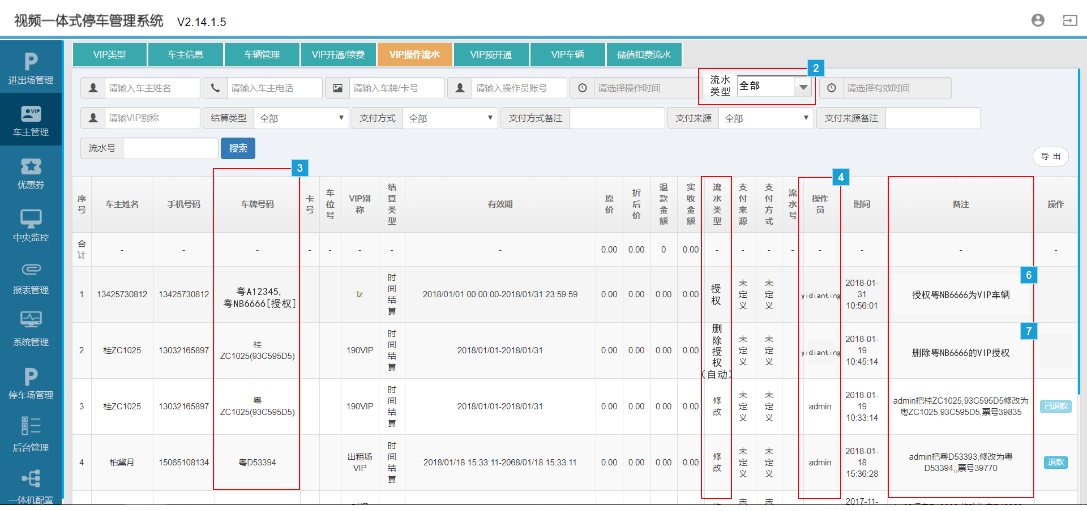 视频一体式停车管理系统 V2.14.1.5
进出场管理
车主管理
优惠券
中央监控
报表管理
系统管理
停车场管理
后台管理
一体机配置
VIP类型 车主信息 车辆管理 VIP开通/续费 VIP操作流水 VIP预开通 VIP车辆 储值扣费流水
2
请输入车主姓名 请输入车主电话 请输入车牌/卡号 请输入操作员账号 请选择操作时间 流水类型 全部 请选择有效时间
请输入VIP别称 结算类型 全部 支付方式 全部 支付方式备注 支付来源 全部 支付来源备注
流水号 搜索
导出
3 4
序号 车主姓名 手机号码 车牌号码 卡号 车位号 VIP别称 结算类型 有效期 原价 折后价 退款金额 实收金额 流水类型 支付来源 支付方式 流水号 操作员 时间 备注 操作
合计 - - - - - - - - 0.00 0.00 0 0.00 - - - - - - - -
6
1 13425730812 13425730812 粤A12345,粤NB6666[授权] lz 时间结算 2018/01/01 00:00:00-2018/01/31 23:59:59 0.00 0.00 0.00 0.00 授权 未定义 未定义 yidianting 2018-01-31 10:56:01 授权粤NB6666为VIP车辆
7
2 桂ZC1025 13032165897 桂ZC1025(93C595D5) 190VIP 时间结算 2018/01/01-2018/01/31 0.00 0.00 0.00 0.00 删除授权(自动) 未定义 未定义 yidianting 2018-01-19 10:45:14 删除粤NB6666的VIP授权
3 桂ZC1025 13032165897 粤ZC1025(93C595D5) 190VIP 时间结算 2018/01/01-2018/01/31 0.00 0.00 0.00 0.00 修改 未定义 未定义 admin 2018-01-19 10:33:14 admin把桂ZC1025,93C595D5修改为粤ZC1025,93C595D5,票号39835 已退款
4 柏黛月 15065108134 粤D53394 出租场VIP 时间结算 2018/01/18 15:33:11-2068/01/18 15:33:11 0.00 0.00 0.00 0.00 修改 未定义 未定义 admin 2018-01-18 15:36:28 admin把粤D53393,修改为粤D53394,,票号39770 退款
2017-11-